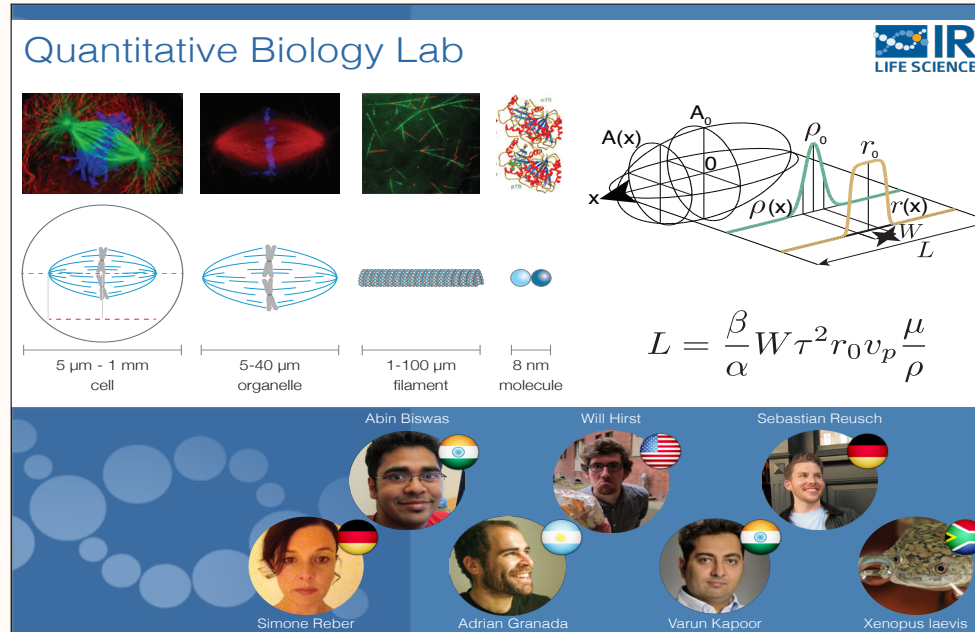 Quantitative Biology Lab
IR
LIFE SCIENCE
5 µm - 1 mm
cell
5-40 µm
organelle
1-100 µm
filament
8 nm
molecule
A(x)
A₀
0
x
ρ₀
r₀
ρ(x)
r(x)
W
L
L = β/α W τ² r₀ vₚ μ/ρ
Abin Biswas
Will Hirst
Sebastian Reusch
Simone Reber
Adrian Granada
Varun Kapoor
Xenopus laevis